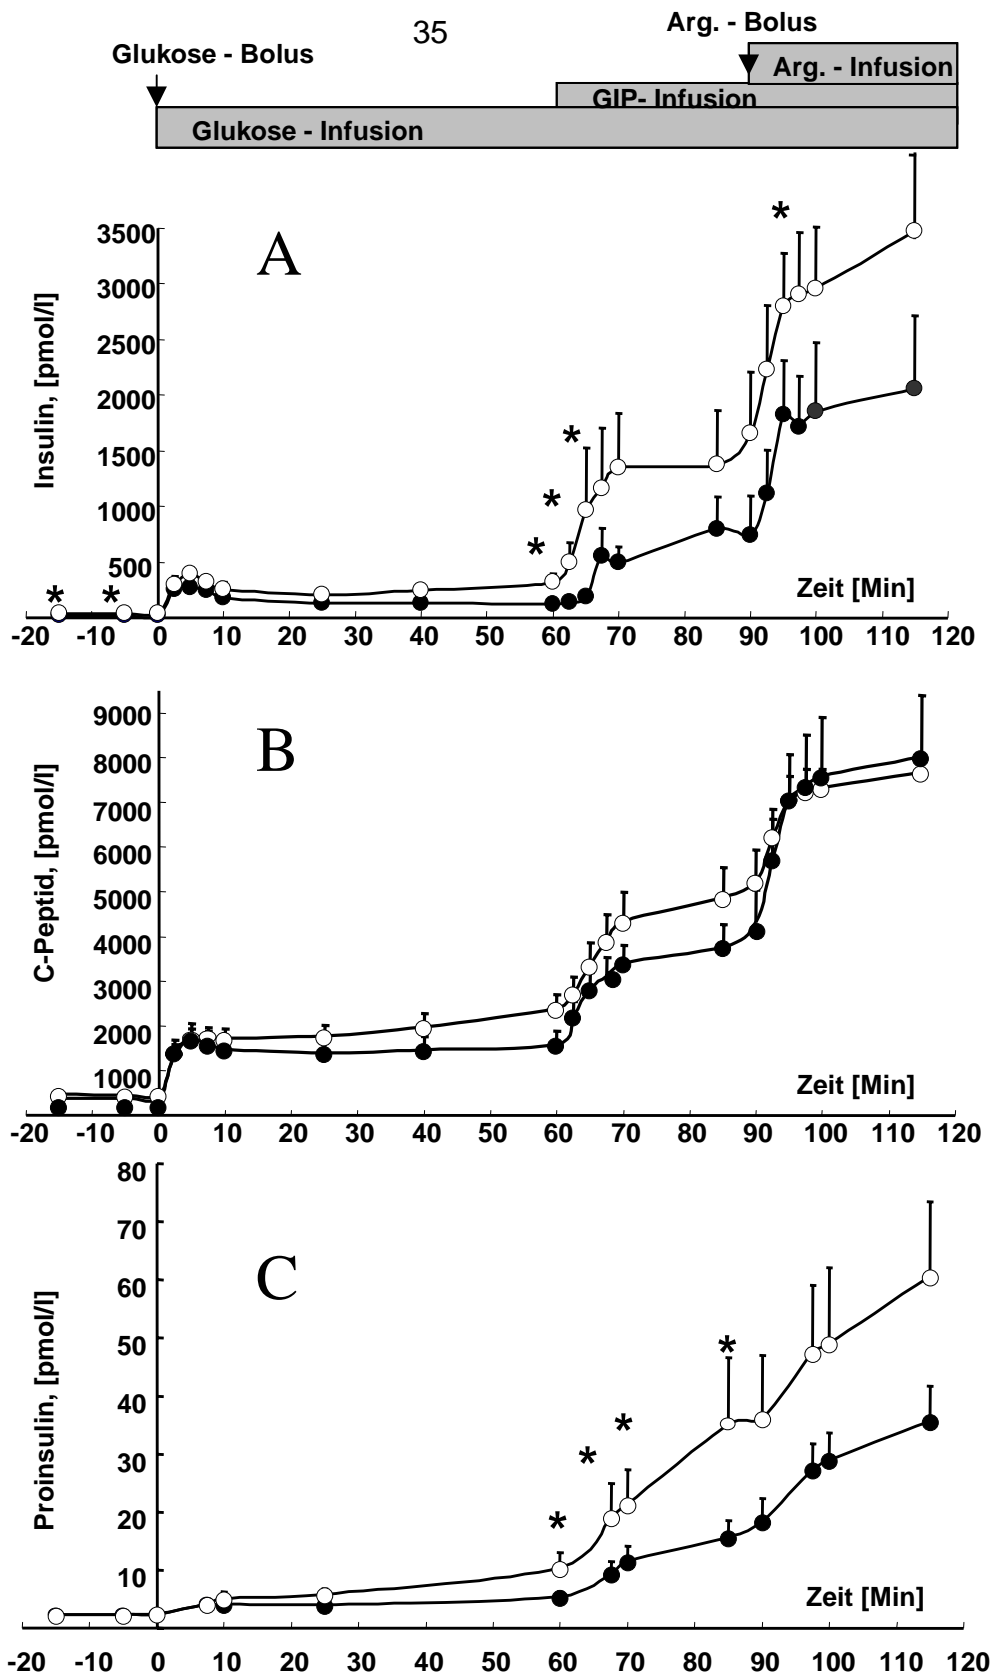 35
Arg. - Bolus
Glukose - Bolus
Arg. - Infusion
GIP- Infusion
Glukose - Infusion
A
*
3500
3000
2500
2000
1500
1000
500
Insulin, [pmol/l]
* * * * *
Zeit [Min]
-20 -10 0 10 20 30 40 50 60 70 80 90 100 110 120
B
9000
8000
7000
6000
5000
4000
3000
2000
1000
C-Peptid, [pmol/l]
Zeit [Min]
-20 -10 0 10 20 30 40 50 60 70 80 90 100 110 120
C
80
70
60
50
40
30
20
10
Proinsulin, [pmol/l]
* * * *
Zeit [Min]
-20 -10 0 10 20 30 40 50 60 70 80 90 100 110 120